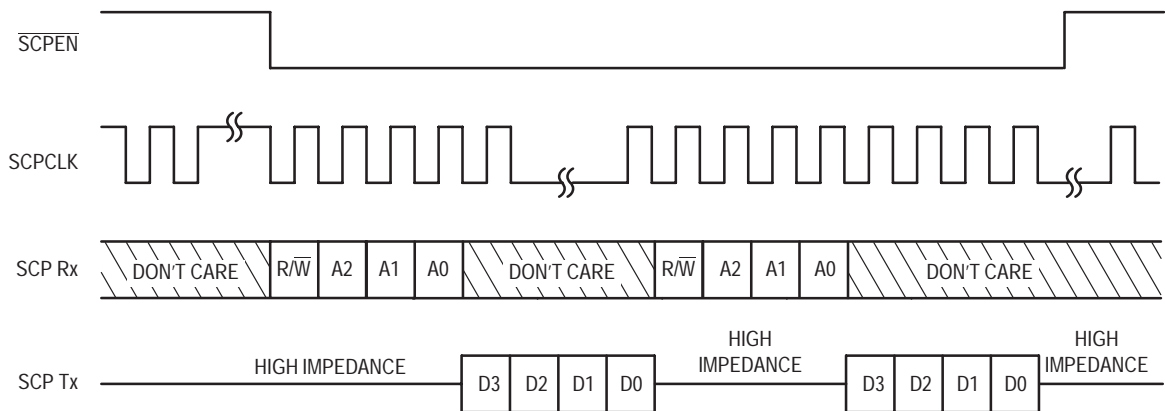 SCPEN
SCPCLK
SCP Rx
DON'T CARE
R/W
A2
A1
A0
DON'T CARE
R/W
A2
A1
A0
DON'T CARE
SCP Tx
HIGH IMPEDANCE
D3
D2
D1
D0
HIGH
IMPEDANCE
D3
D2
D1
D0
HIGH
IMPEDANCE